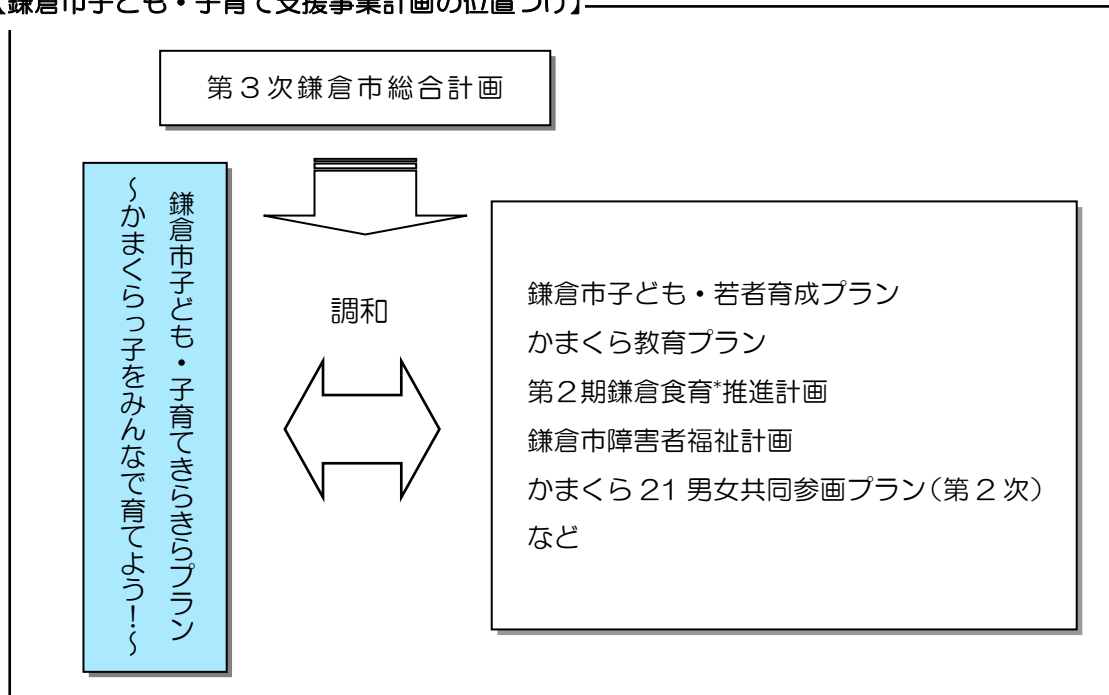 【鎌倉市子ども・子育て支援事業計画の位置づけ】
第３次鎌倉市総合計画
鎌倉市子ども・子育てきらきらプラン
～かまくらっ子をみんなで育てよう！～
調和
鎌倉市子ども・若者育成プラン
かまくら教育プラン
第２期鎌倉食育*推進計画
鎌倉市障害者福祉計画
かまくら 21 男女共同参画プラン（第２次）
など